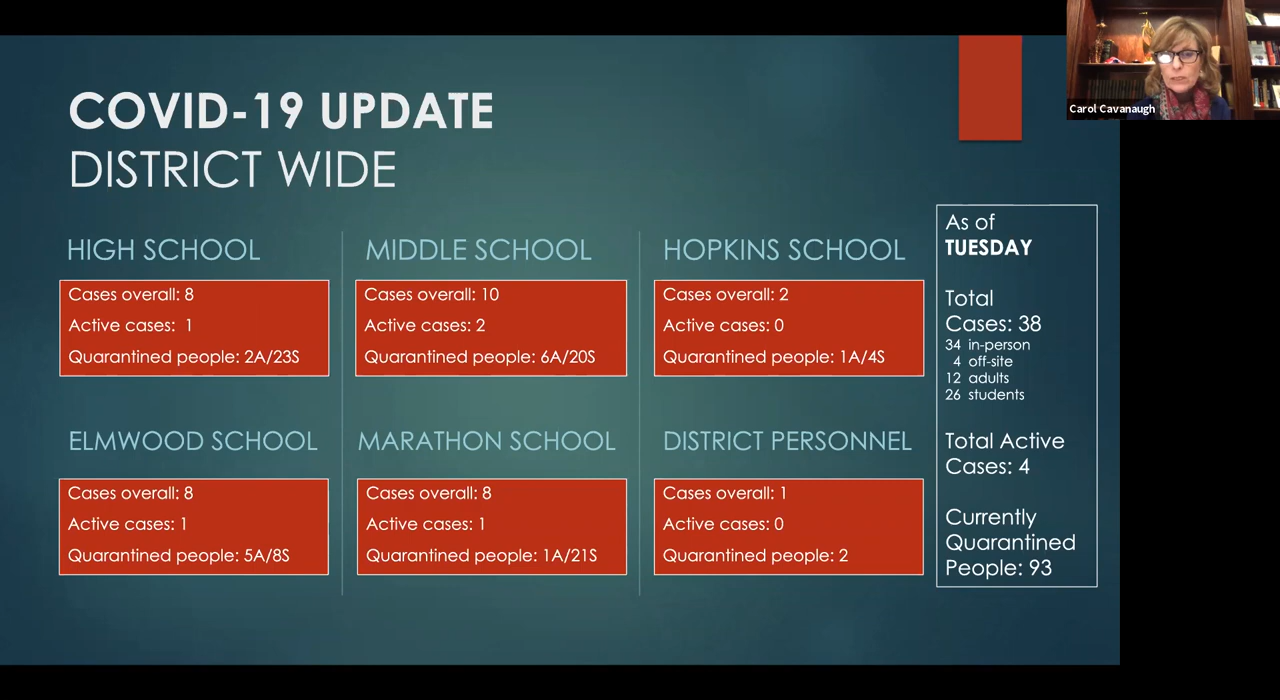 Carol Cavanaugh
COVID-19 UPDATE
DISTRICT WIDE
HIGH SCHOOL
Cases overall: 8
Active cases: 1
Quarantined people: 2A/23S
MIDDLE SCHOOL
Cases overall: 10
Active cases: 2
Quarantined people: 6A/20S
HOPKINS SCHOOL
Cases overall: 2
Active cases: 0
Quarantined people: 1A/4S
ELMWOOD SCHOOL
Cases overall: 8
Active cases: 1
Quarantined people: 5A/8S
MARATHON SCHOOL
Cases overall: 8
Active cases: 1
Quarantined people: 1A/21S
DISTRICT PERSONNEL
Cases overall: 1
Active cases: 0
Quarantined people: 2
As of
TUESDAY
Total
Cases: 38
34 in-person
4 off-site
12 adults
26 students
Total Active
Cases: 4
Currently
Quarantined
People: 93